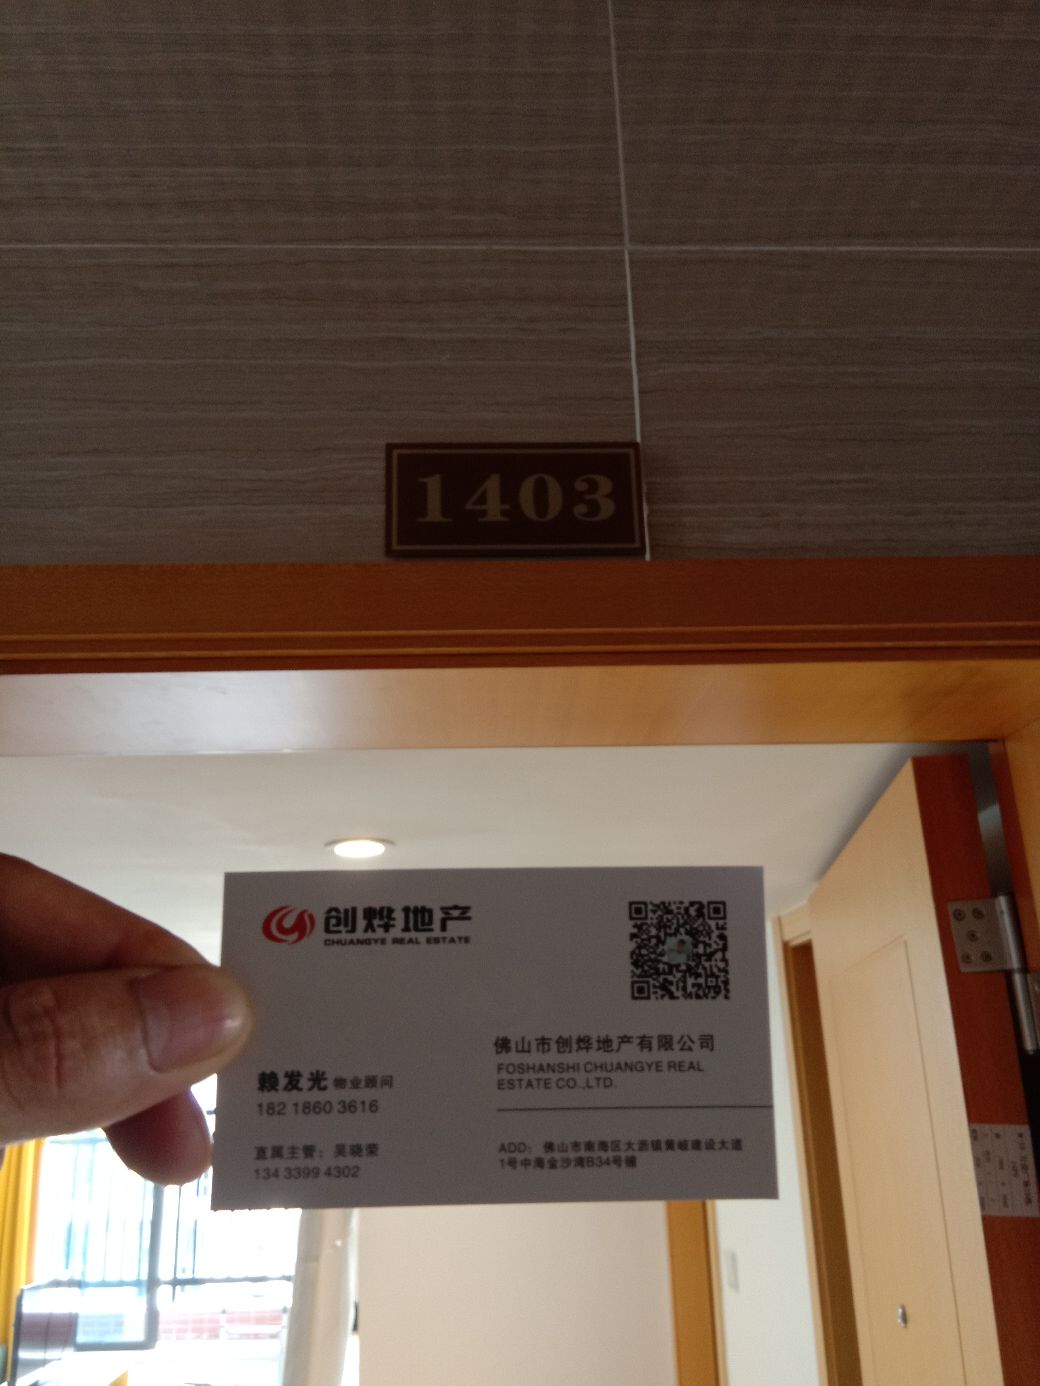 1403
创烨地产
CHUANGYE REAL ESTATE
佛山市创烨地产有限公司
FOSHANSHI CHUANGYE REAL
ESTATE CO.,LTD.
赖发光 物业顾问
182 1860 3616
直属主管：吴晓荣
134 3399 4302
ADD：佛山市南海区大沥镇黄岐建设大道
1号中海金沙湾B34号铺